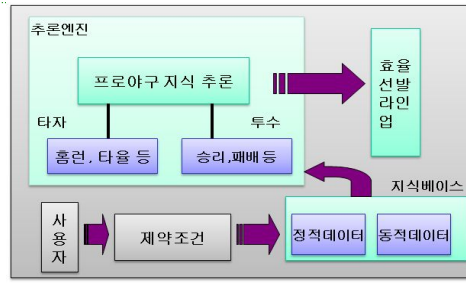 추론엔진
프로야구 지식 추론
타자
투수
홈런, 타율 등
승리,패배 등
효율
선발
라인
업
지식베이스
사
용
자
제약조건
정적데이터
동적데이터